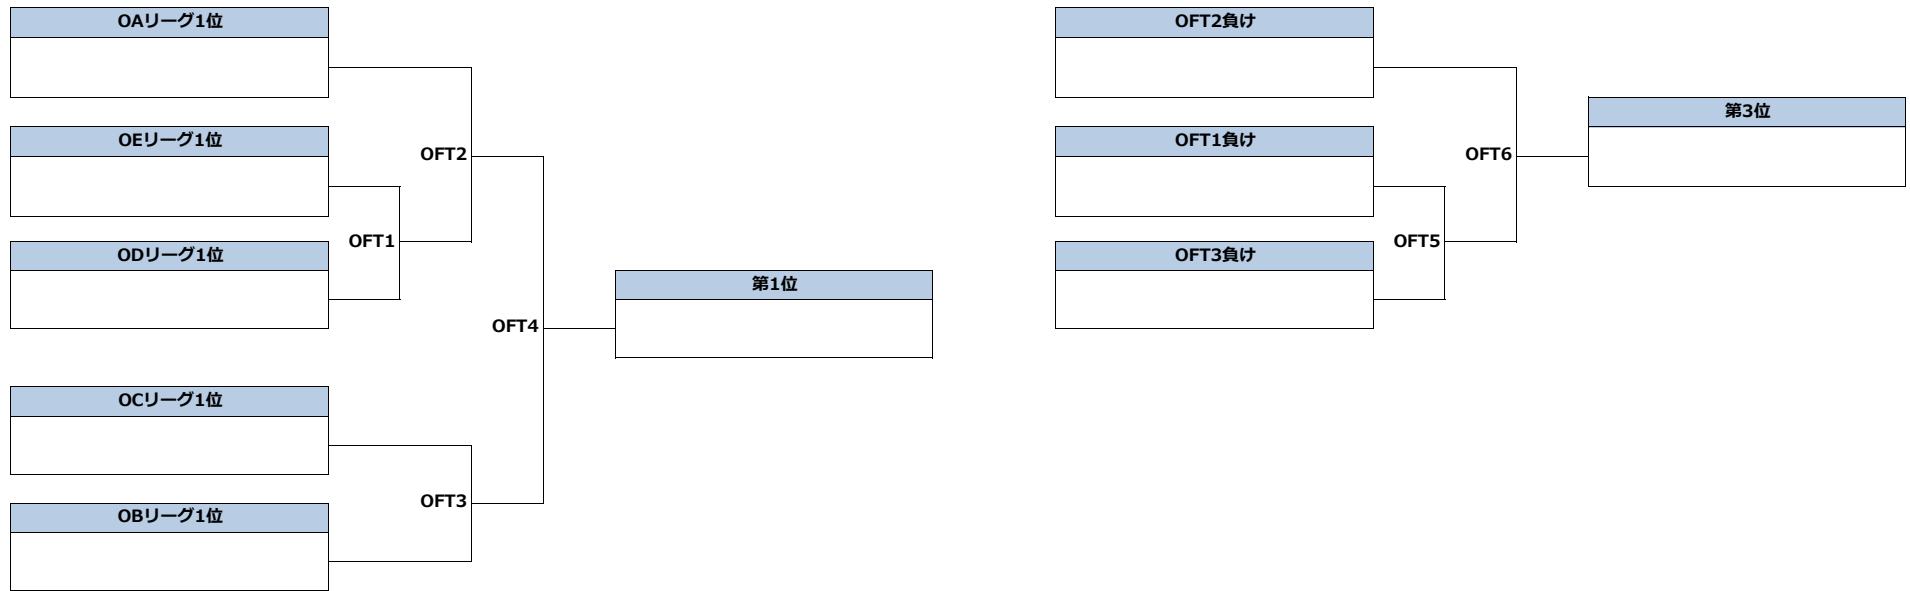 OAリーグ1位
OEリーグ1位
OFT2
OFT1
ODリーグ1位
第1位
OFT4
OCリーグ1位
OFT3
OBリーグ1位
OFT2負け
第3位
OFT1負け
OFT6
OFT5
OFT3負け